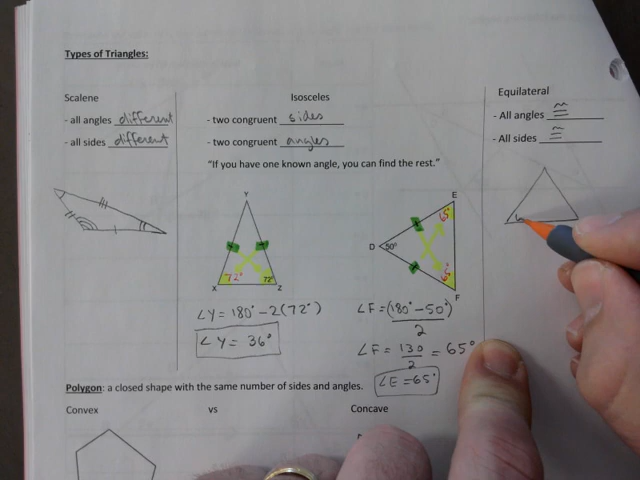 Types of Triangles:
Scalene
- all angles different
- all sides different
Isosceles
- two congruent sides
- two congruent angles
"If you have one known angle, you can find the rest."
Equilateral
- All angles ≅
- All sides ≅
Y
72°
72°
X
Z
∠Y = 180° - 2(72°)
∠Y = 36°
E
65°
D
50°
65°
F
∠F = (180° - 50°)
2
∠F = 130 = 65°
2
∠E = 65°
6
Polygon: a closed shape with the same number of sides and angles.
Convex vs Concave